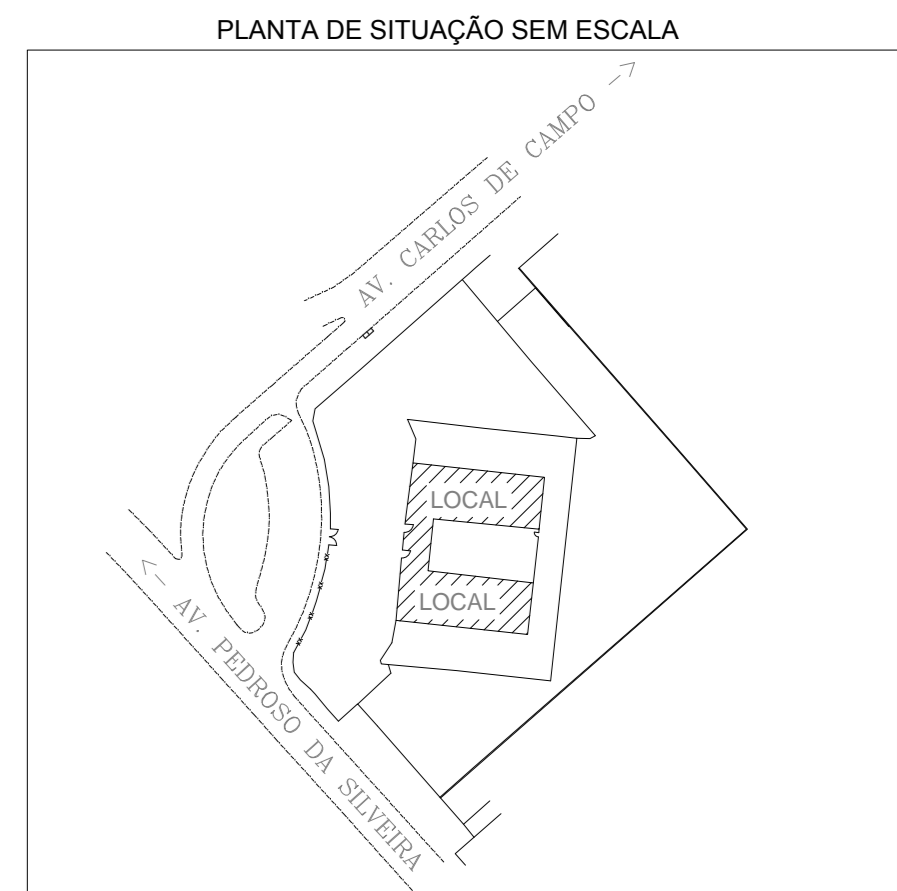 PLANTA DE SITUAÇÃO SEM ESCALA
AV. CARLOS DE CAMPO ->
LOCAL
LOCAL
<- AV. PEDROSO DA SILVEIRA